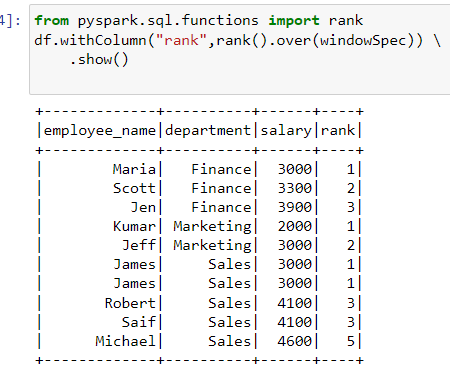 4]: from pyspark.sql.functions import rank
df.withColumn("rank",rank().over(windowSpec)) \
    .show()
+-------------+----------+------+----+
|employee_name|department|salary|rank|
+-------------+----------+------+----+
|        Maria|   Finance|  3000|   1|
|        Scott|   Finance|  3300|   2|
|          Jen|   Finance|  3900|   3|
|        Kumar| Marketing|  2000|   1|
|         Jeff| Marketing|  3000|   2|
|        James|     Sales|  3000|   1|
|        James|     Sales|  3000|   1|
|       Robert|     Sales|  4100|   3|
|         Saif|     Sales|  4100|   3|
|      Michael|     Sales|  4600|   5|
+-------------+----------+------+----+